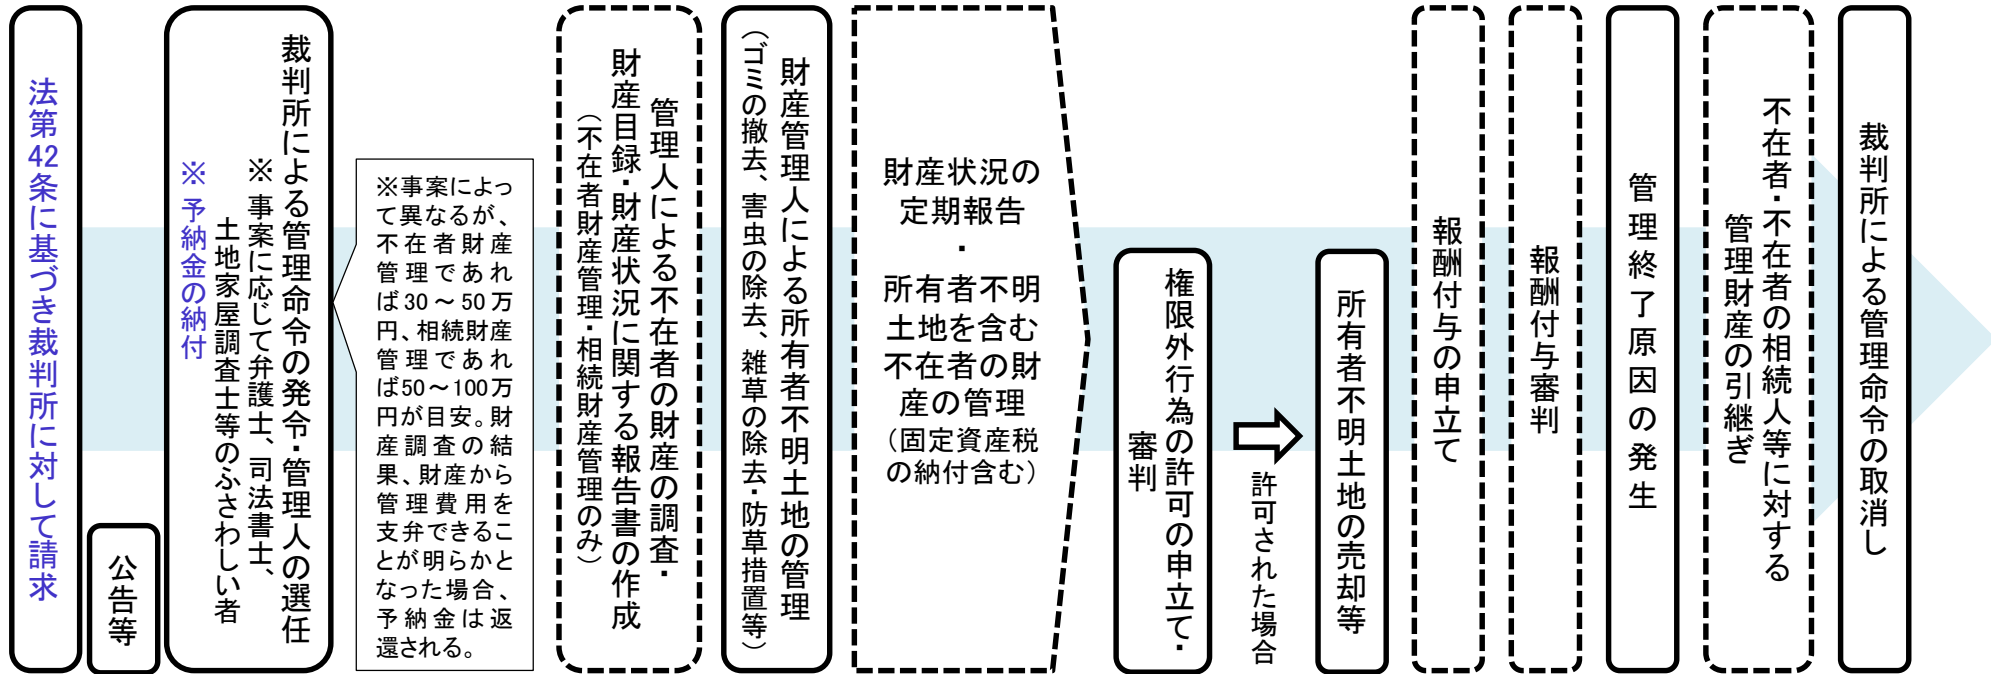 法第42条に基づき裁判所に対して請求
公告等
裁判所による管理命令の発令・管理人の選任
※事案に応じて弁護士、司法書士、
土地家屋調査士等のふさわしい者
※予納金の納付
※事案によっ
て異なるが、
不在者財産
管理であれ
ば30～50万
円、相続財産
管理であれ
ば50～100万
円が目安。財
産調査の結
果、財産から
管理費用を
支弁できるこ
とが明らかと
なった場合、
予納金は返
還される。
管理人による不在者の財産の調査・
財産目録・財産状況に関する報告書の作成
（不在者財産管理・相続財産管理のみ）
財産管理人による所有者不明土地の管理
（ゴミの撤去、害虫の除去、雑草の除去・防草措置等）
財産状況の
定期報告
・
所有者不明
土地を含む
不在者の財
産の管理
（固定資産税
の納付含む）
権限外行為の許可の申立て・
審判
許可された場合
所有者不明土地の売却等
報酬付与の申立て
報酬付与審判
管理終了原因の発生
不在者・不在者の相続人等に対する
管理財産の引継ぎ
裁判所による管理命令の取消し